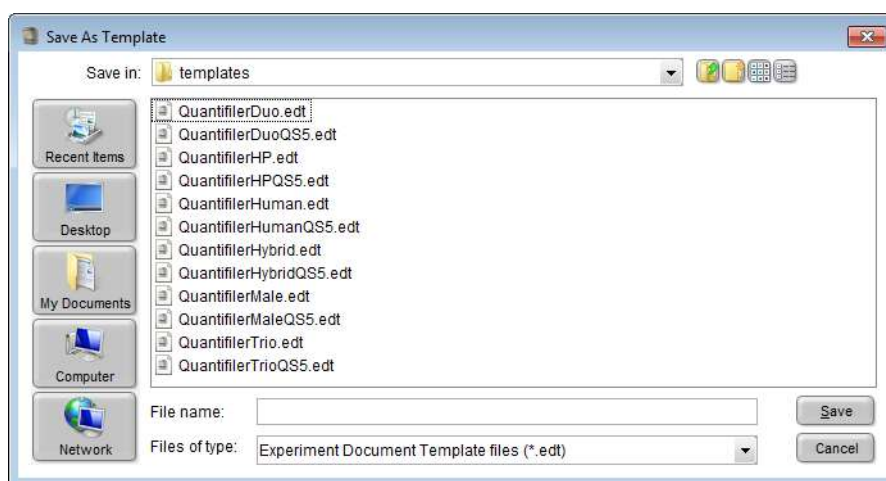 Save As Template
Save in: templates
Recent Items
Desktop
My Documents
Computer
Network
QuantifilerDuo.edt
QuantifilerDuoQS5.edt
QuantifilerHP.edt
QuantifilerHPQS5.edt
QuantifilerHuman.edt
QuantifilerHumanQS5.edt
QuantifilerHybrid.edt
QuantifilerHybridQS5.edt
QuantifilerMale.edt
QuantifilerMaleQS5.edt
QuantifilerTrio.edt
QuantifilerTrioQS5.edt
File name:
Save
Files of type: Experiment Document Template files (*.edt)
Cancel